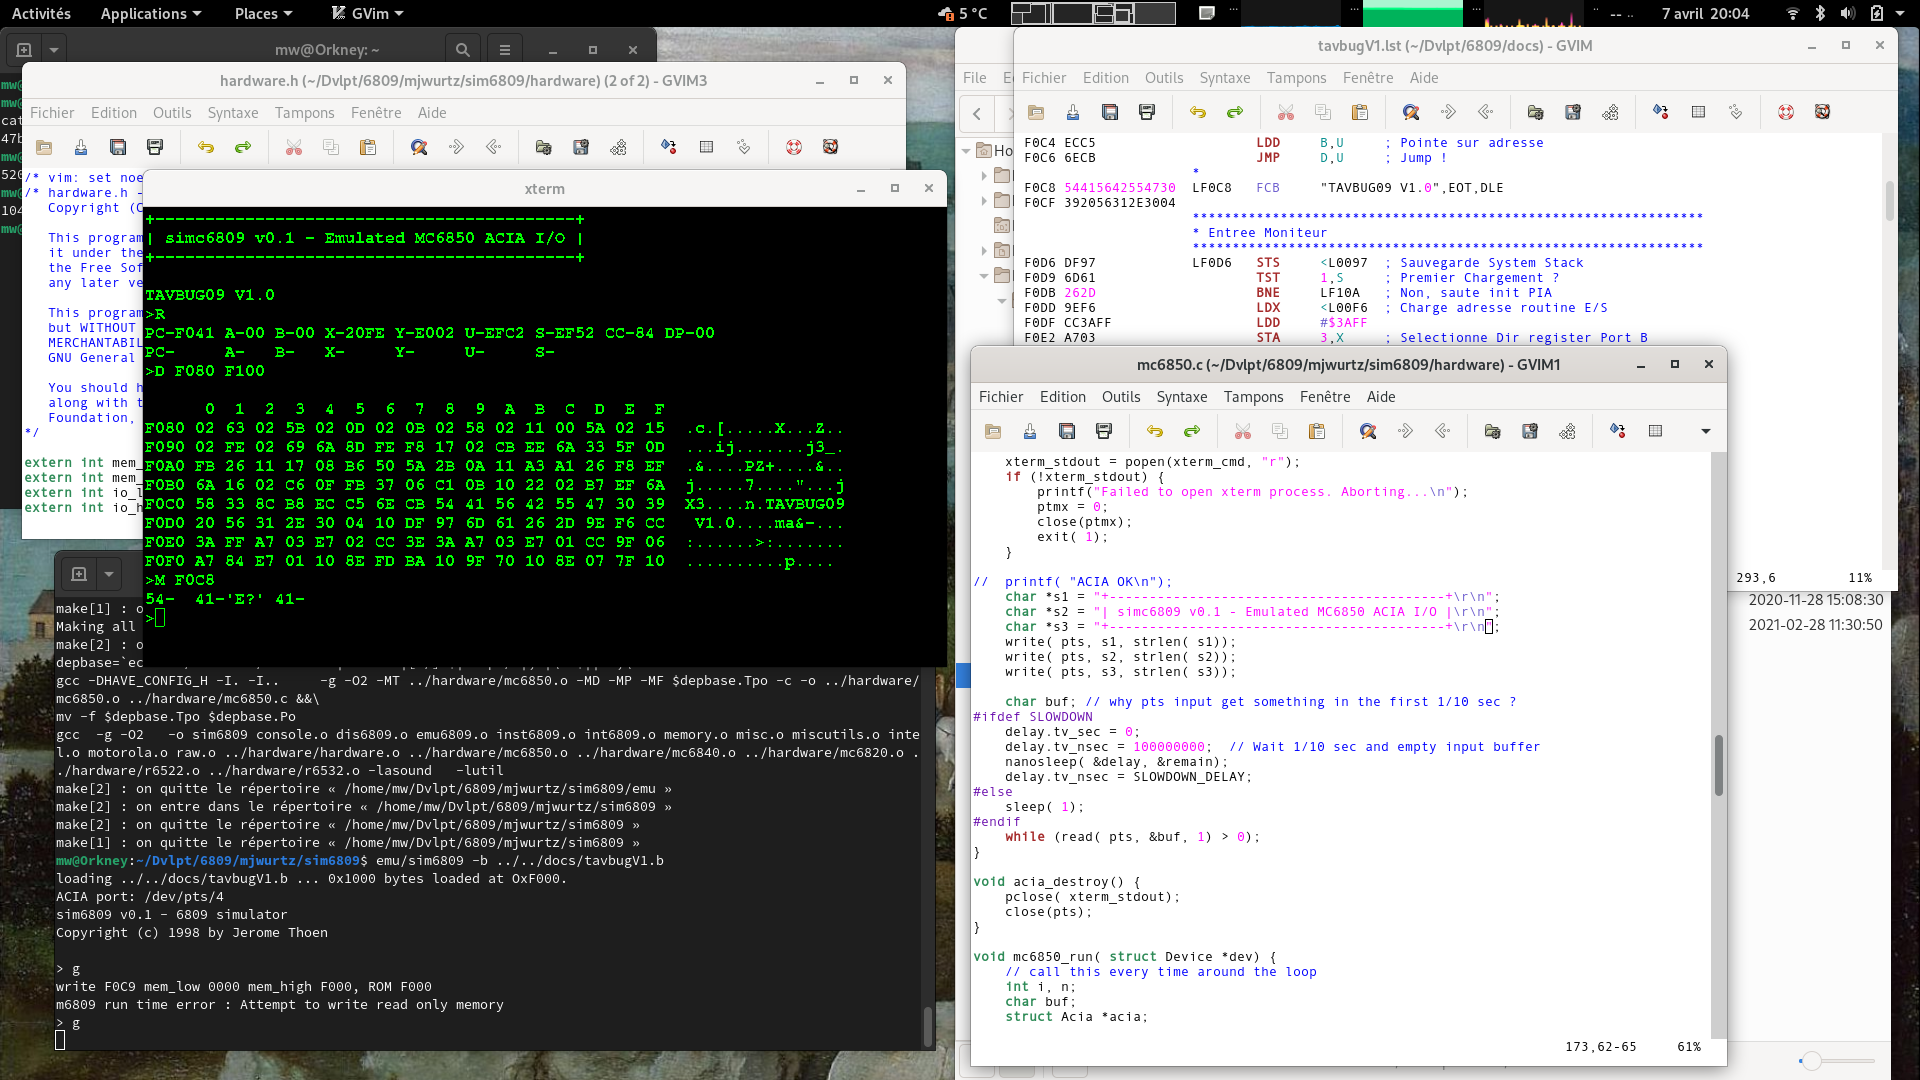 Activités Applications Places GVim 5 °C 7 avril 20:04
mw@Orkney: ~
hardware.h (~/Dvlpt/6809/mjwurtz/sim6809/hardware) (2 of 2) - GVIM3
Fichier Edition Outils Syntaxe Tampons Fenêtre Aide
/* vim: set noe
/* hardware.h -
Copyright (C
This program
it under the
the Free Sof
any later ve
This program
but WITHOUT
MERCHANTABIL
GNU General
You should h
along with t
Foundation,
*/
extern int mem_
extern int mem_
extern int io_l
extern int io_h
xterm
+------------------------------------------+
| simc6809 v0.1 - Emulated MC6850 ACIA I/O |
+------------------------------------------+
TAVBUG09 V1.0
>R
PC-F041 A-00 B-00 X-20FE Y-E002 U-EFC2 S-EF52 CC-84 DP-00
PC- A- B- X- Y- U- S-
>D F080 F100
0 1 2 3 4 5 6 7 8 9 A B C D E F
F080 02 63 02 5B 02 0D 02 0B 02 58 02 11 00 5A 02 15 .c.[.....X...Z..
F090 02 FE 02 69 6A 8D FE F8 17 02 CB EE 6A 33 5F 0D ...ij.......j3_.
F0A0 FB 26 11 17 08 B6 50 5A 2B 0A 11 A3 A1 26 F8 EF .&....PZ+....&..
F0B0 6A 16 02 C6 0F FB 37 06 C1 0B 10 22 02 B7 EF 6A j.....7...."...j
F0C0 58 33 8C B8 EC C5 6E CB 54 41 56 42 55 47 30 39 X3....n.TAVBUG09
F0D0 20 56 31 2E 30 04 10 DF 97 6D 61 26 2D 9E F6 CC V1.0....ma&-...
F0E0 3A FF A7 03 E7 02 CC 3E 3A A7 03 E7 01 CC 9F 06 :......>:.......
F0F0 A7 84 E7 01 10 8E FD BA 10 9F 70 10 8E 07 7F 10 ..........p.....
>M F0C8
54- 41-'E?' 41-
>
make[1] : o
Making all
make[2] : o
depbase=`ec
gcc -DHAVE_CONFIG_H -I. -I.. -g -O2 -MT ../hardware/mc6850.o -MD -MP -MF $depbase.Tpo -c -o ../hardware/
mc6850.o ../hardware/mc6850.c &&\
mv -f $depbase.Tpo $depbase.Po
gcc -g -O2 -o sim6809 console.o dis6809.o emu6809.o inst6809.o int6809.o memory.o misc.o miscutils.o inte
l.o motorola.o raw.o ../hardware/hardware.o ../hardware/mc6850.o ../hardware/mc6840.o ../hardware/mc6820.o .
./hardware/r6522.o ../hardware/r6532.o -lasound -lutil
make[2] : on quitte le répertoire « /home/mw/Dvlpt/6809/mjwurtz/sim6809/emu »
make[2] : on entre dans le répertoire « /home/mw/Dvlpt/6809/mjwurtz/sim6809 »
make[2] : on quitte le répertoire « /home/mw/Dvlpt/6809/mjwurtz/sim6809 »
make[1] : on quitte le répertoire « /home/mw/Dvlpt/6809/mjwurtz/sim6809 »
mw@Orkney:~/Dvlpt/6809/mjwurtz/sim6809$ emu/sim6809 -b ../../docs/tavbugV1.b
loading ../../docs/tavbugV1.b ... 0x1000 bytes loaded at OxF000.
ACIA port: /dev/pts/4
sim6809 v0.1 - 6809 simulator
Copyright (c) 1998 by Jerome Thoen
> g
write F0C9 mem_low 0000 mem_high F000, ROM F000
m6809 run time error : Attempt to write read only memory
> g
tavbugV1.lst (~/Dvlpt/6809/docs) - GVIM
File
Fichier Edition Outils Syntaxe Tampons Fenêtre Aide
F0C4 ECC5 LDD B,U ; Pointe sur adresse
F0C6 6ECB JMP D,U ; Jump !
*
F0C8 54415642554730 LF0C8 FCB "TAVBUG09 V1.0",EOT,DLE
F0CF 392056312E3004
****************************************************************
* Entree Moniteur
****************************************************************
F0D6 DF97 LF0D6 STS <L0097 ; Sauvegarde System Stack
F0D9 6D61 TST 1,S ; Premier Chargement ?
F0DB 262D BNE LF10A ; Non, saute init PIA
F0DD 9EF6 LDX <L00F6 ; Charge adresse routine E/S
F0DF CC3AFF LDD #$3AFF
F0E2 A703 STA 3,X ; Selectionne Dir register Port B
293,6 11%
2020-11-28 15:08:30
2021-02-28 11:30:50
mc6850.c (~/Dvlpt/6809/mjwurtz/sim6809/hardware) - GVIM1
Fichier Edition Outils Syntaxe Tampons Fenêtre Aide
xterm_stdout = popen(xterm_cmd, "r");
if (!xterm_stdout) {
printf("Failed to open xterm process. Aborting...\n");
ptmx = 0;
close(ptmx);
exit( 1);
}
// printf( "ACIA OK\n");
char *s1 = "+------------------------------------------+\r\n";
char *s2 = "| simc6809 v0.1 - Emulated MC6850 ACIA I/O |\r\n";
char *s3 = "+------------------------------------------+\r\n";
write( pts, s1, strlen( s1));
write( pts, s2, strlen( s2));
write( pts, s3, strlen( s3));
char buf; // why pts input get something in the first 1/10 sec ?
#ifdef SLOWDOWN
delay.tv_sec = 0;
delay.tv_nsec = 100000000; // Wait 1/10 sec and empty input buffer
nanosleep( &delay, &remain);
delay.tv_nsec = SLOWDOWN_DELAY;
#else
sleep( 1);
#endif
while (read( pts, &buf, 1) > 0);
}
void acia_destroy() {
pclose( xterm_stdout);
close(pts);
}
void mc6850_run( struct Device *dev) {
// call this every time around the loop
int i, n;
char buf;
struct Acia *acia;
173,62-65 61%